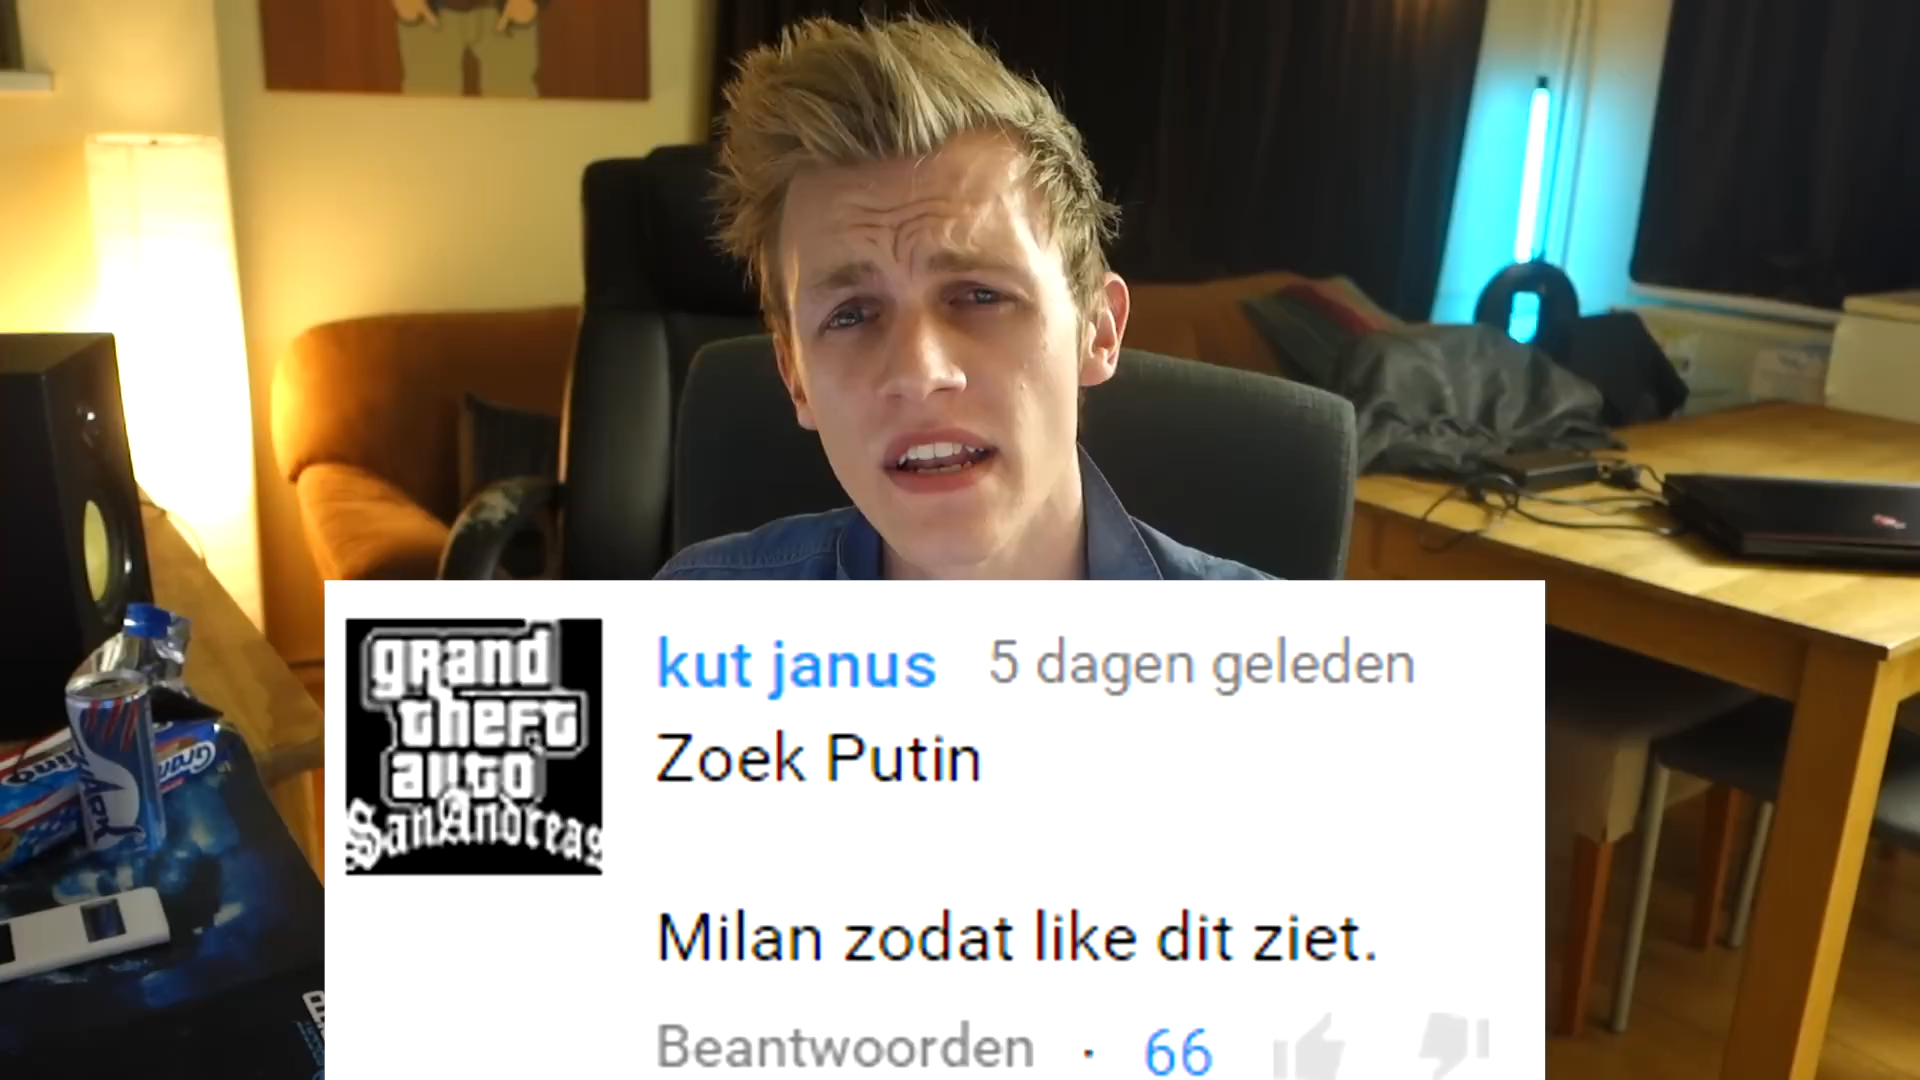 grand
theft
auto
SanAndreas
kut janus 5 dagen geleden
Zoek Putin
Milan zodat like dit ziet.
Beantwoorden · 66